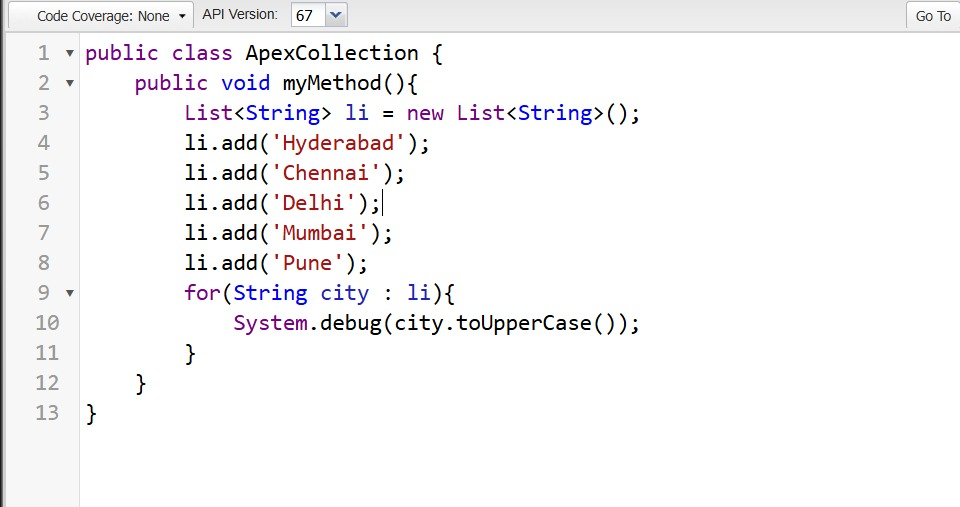 Code Coverage: None API Version: 67 Go To
1 public class ApexCollection {
2 public void myMethod(){
3 List<String> li = new List<String>();
4 li.add('Hyderabad');
5 li.add('Chennai');
6 li.add('Delhi');
7 li.add('Mumbai');
8 li.add('Pune');
9 for(String city : li){
10 System.debug(city.toUpperCase());
11 }
12 }
13 }